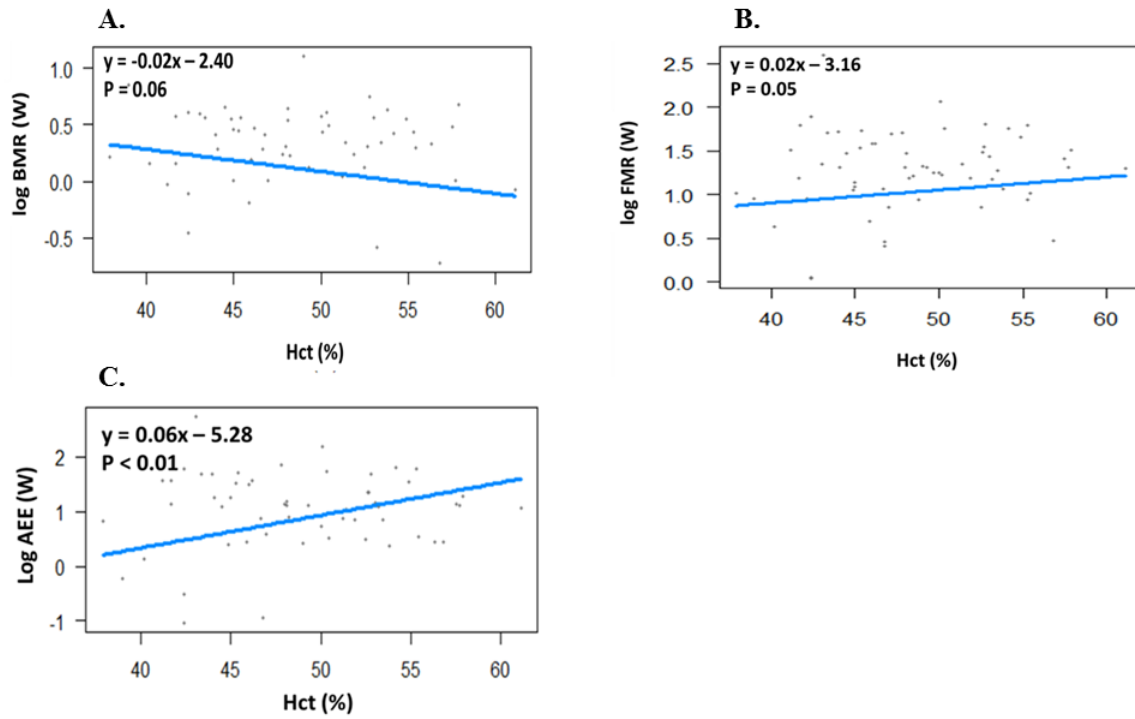 A.
y = -0.02x – 2.40
P = 0.06
1.0
0.5
0.0
-0.5
log BMR (W)
40 45 50 55 60
Hct (%)
B.
y = 0.02x – 3.16
P = 0.05
2.5
2.0
1.5
1.0
0.5
0.0
log FMR (W)
40 45 50 55 60
Hct (%)
C.
y = 0.06x – 5.28
P < 0.01
2
1
0
-1
Log AEE (W)
40 45 50 55 60
Hct (%)